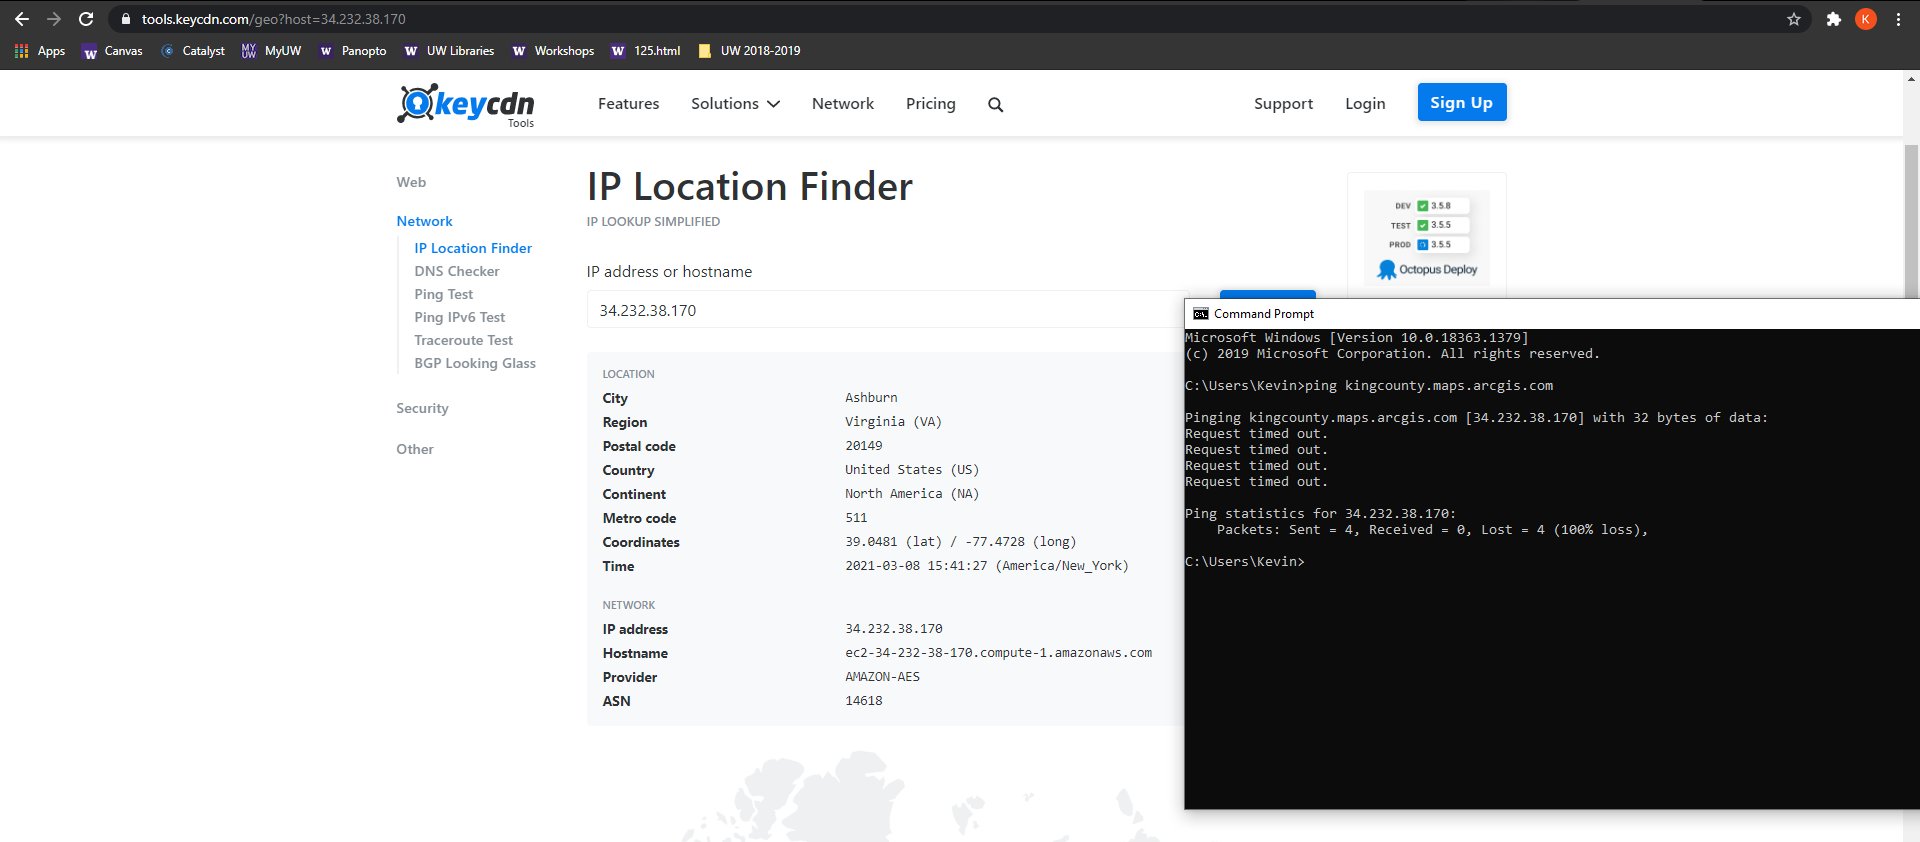 tools.keycdn.com/geo?host=34.232.38.170
K
Apps Canvas Catalyst MyUW Panopto UW Libraries Workshops 125.html UW 2018-2019
keycdn
Tools
Features Solutions Network Pricing
Support Login Sign Up
Web
Network
IP Location Finder
DNS Checker
Ping Test
Ping IPv6 Test
Traceroute Test
BGP Looking Glass
Security
Other
IP Location Finder
IP LOOKUP SIMPLIFIED
IP address or hostname
34.232.38.170
LOCATION
City Ashburn
Region Virginia (VA)
Postal code 20149
Country United States (US)
Continent North America (NA)
Metro code 511
Coordinates 39.0481 (lat) / -77.4728 (long)
Time 2021-03-08 15:41:27 (America/New_York)
NETWORK
IP address 34.232.38.170
Hostname ec2-34-232-38-170.compute-1.amazonaws.com
Provider AMAZON-AES
ASN 14618
DEV 3.5.8
TEST 3.5.5
PROD 3.5.5
Octopus Deploy
Command Prompt
Microsoft Windows [Version 10.0.18363.1379]
(c) 2019 Microsoft Corporation. All rights reserved.
C:\Users\Kevin>ping kingcounty.maps.arcgis.com
Pinging kingcounty.maps.arcgis.com [34.232.38.170] with 32 bytes of data:
Request timed out.
Request timed out.
Request timed out.
Request timed out.
Ping statistics for 34.232.38.170:
Packets: Sent = 4, Received = 0, Lost = 4 (100% loss),
C:\Users\Kevin>